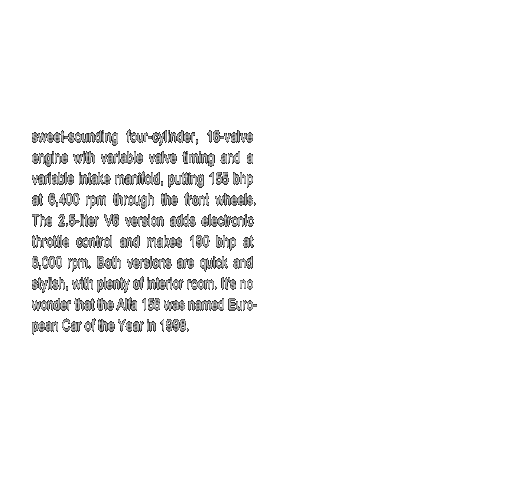 sweet-sounding four-cylinder, 16-valve
engine with variable valve timing and a
variable intake manifold, putting 155 bhp
at 6,400 rpm through the front wheels.
The 2.5-liter V6 version adds electronic
throttle control and makes 190 bhp at
6,000 rpm. Both versions are quick and
stylish, with plenty of interior room. It's no
wonder that the Alfa 156 was named Euro-
pean Car of the Year in 1998.